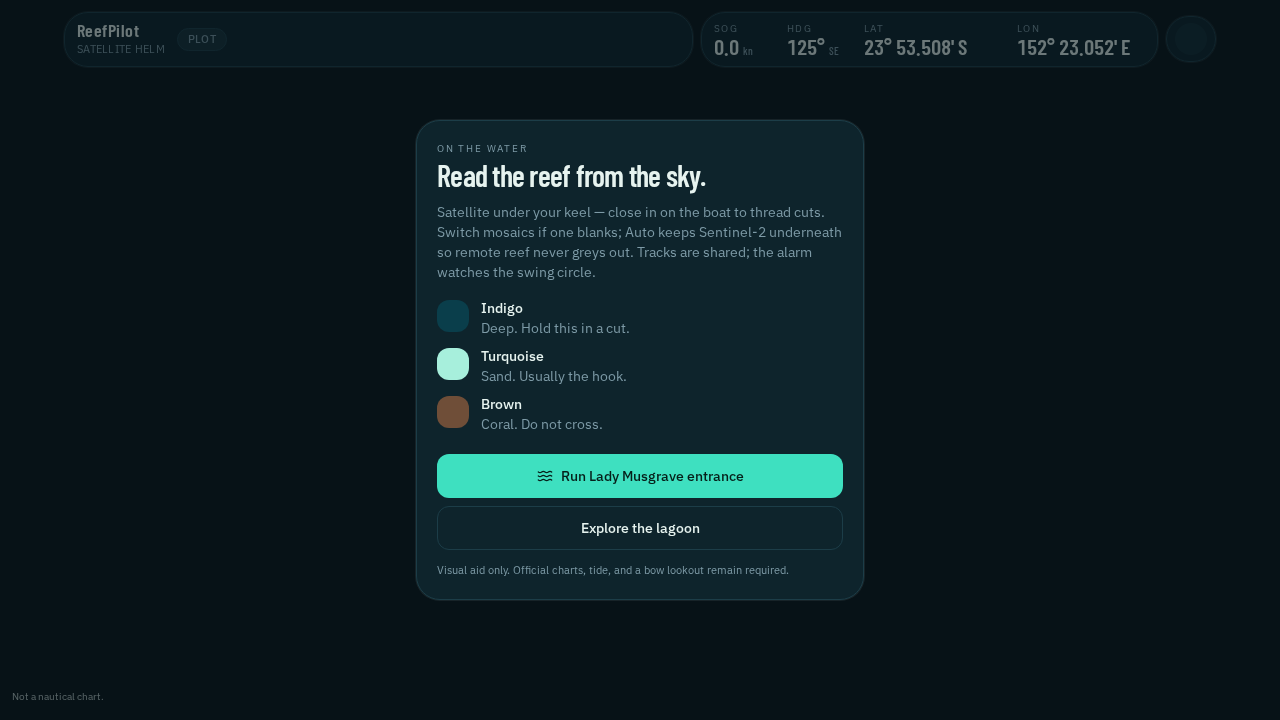 ReefPilot
SATELLITE HELM
PLOT
SOG
0.0 kn
HDG
125° SE
LAT
23° 53.508' S
LON
152° 23.052' E
ON THE WATER
Read the reef from the sky.
Satellite under your keel — close in on the boat to thread cuts.
Switch mosaics if one blanks; Auto keeps Sentinel-2 underneath
so remote reef never greys out. Tracks are shared; the alarm
watches the swing circle.
Indigo
Deep. Hold this in a cut.
Turquoise
Sand. Usually the hook.
Brown
Coral. Do not cross.
Run Lady Musgrave entrance
Explore the lagoon
Visual aid only. Official charts, tide, and a bow lookout remain required.
Not a nautical chart.